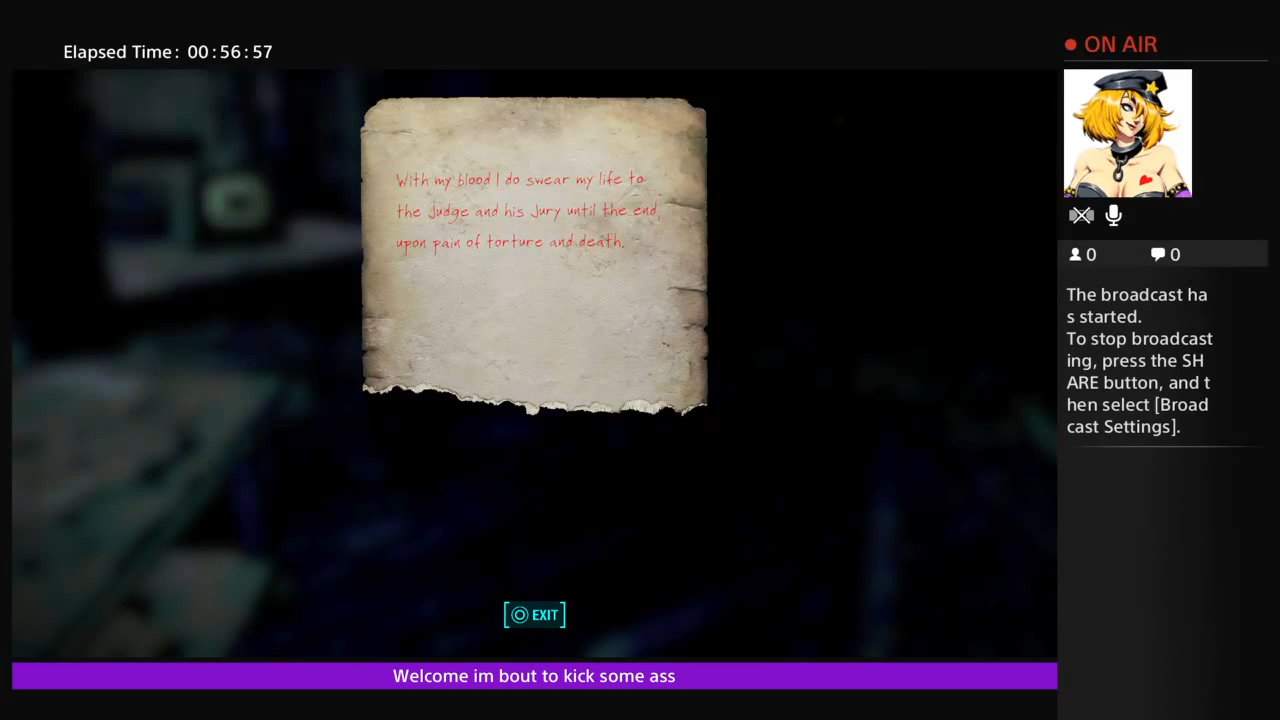 Elapsed Time: 00:56:57
ON AIR
With my blood I do swear my life to
the Judge and his Jury until the end,
upon pain of torture and death.
0
0
The broadcast ha
s started.
To stop broadcast
ing, press the SH
ARE button, and t
hen select [Broad
cast Settings].
EXIT
Welcome im bout to kick some ass